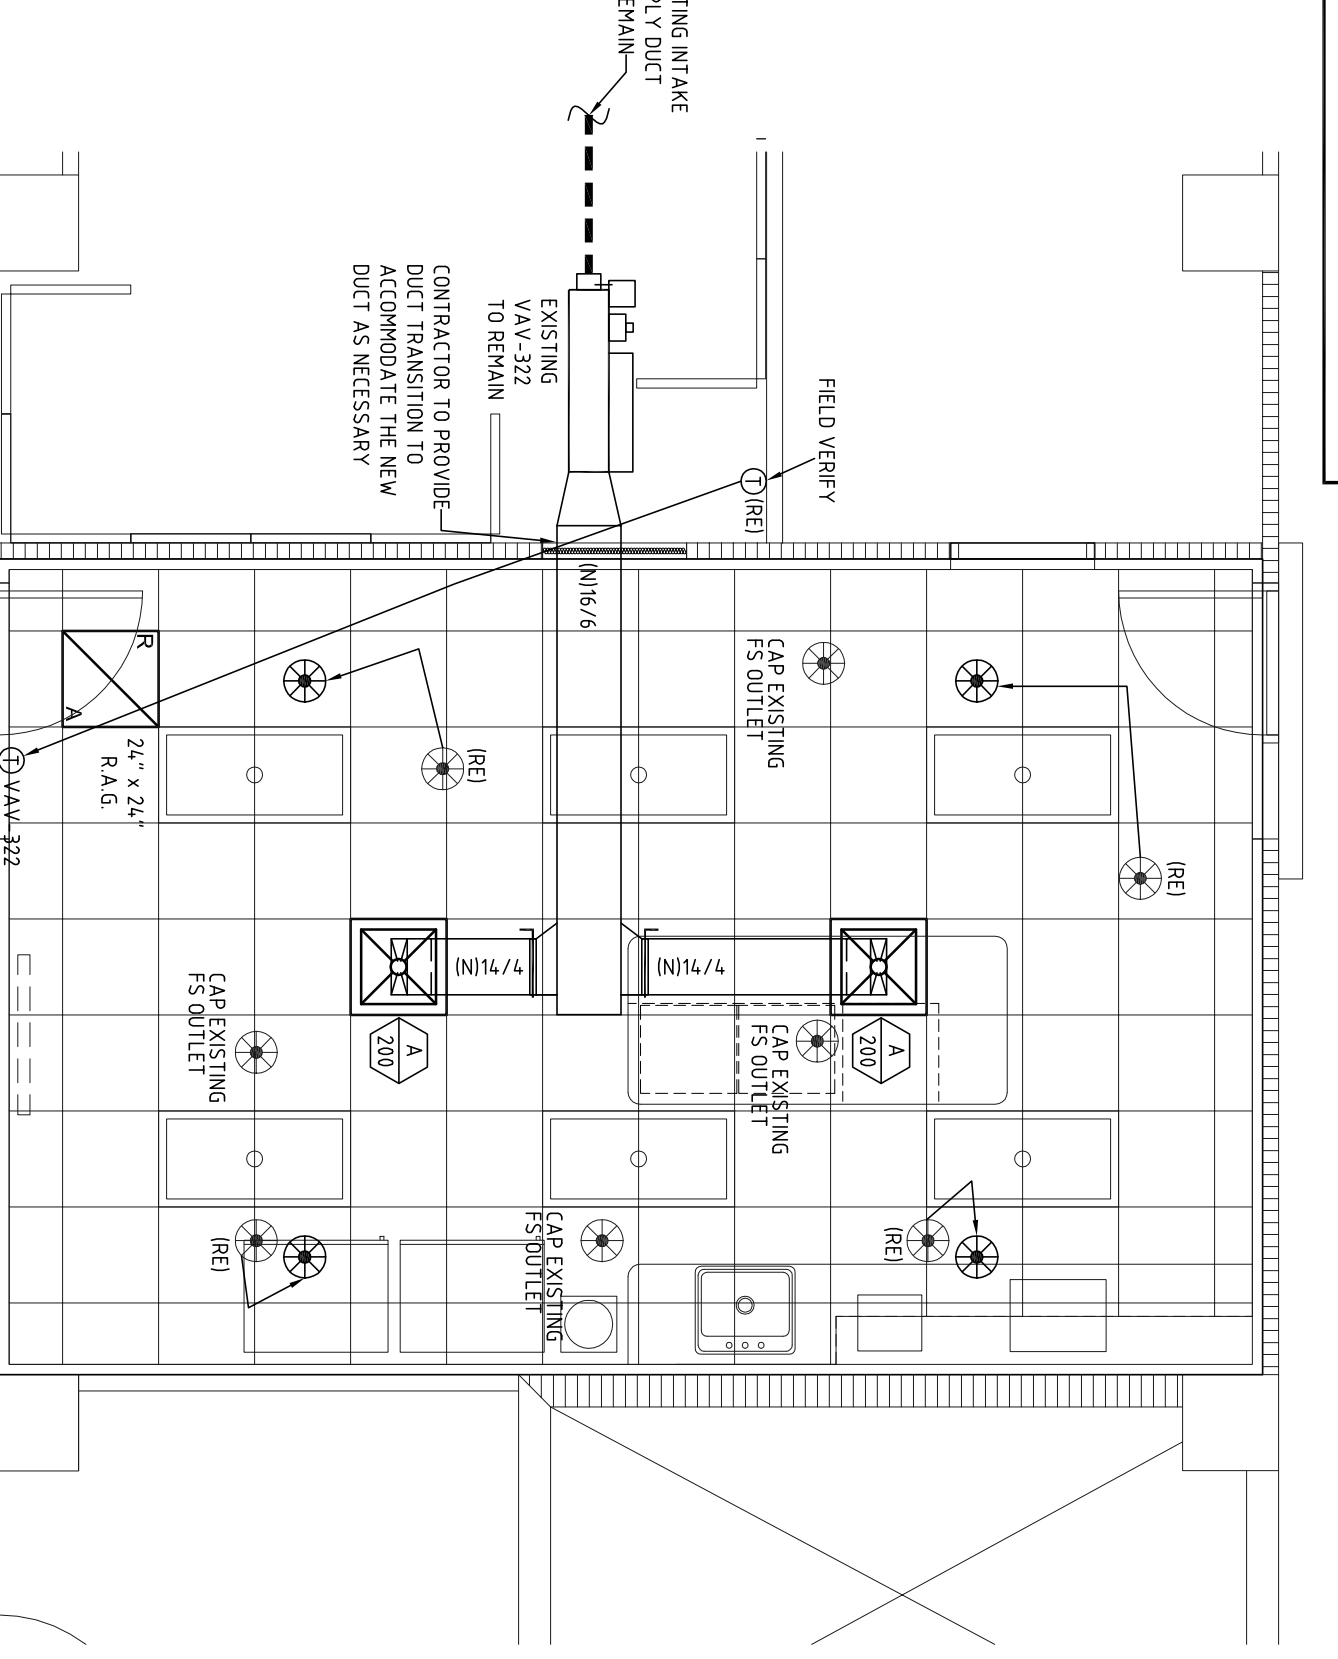 TING INTAKE
PLY DUCT
EMAIN
FIELD VERIFY
EXISTING
VAV-322
TO REMAIN
CONTRACTOR TO PROVIDE
DUCT TRANSITION TO
ACCOMMODATE THE NEW
DUCT AS NECESSARY
T (RE)
(N)16/6
CAP EXISTING
FS OUTLET
(RE)
(RE)
R
A
24" x 24"
R.A.G.
T VAV-322
(N)14/4
(N)14/4
A
200
A
200
CAP EXISTING
FS OUTLET
CAP EXISTING
FS OUTLET
CAP EXISTING
FS OUTLET
(RE)
(RE)